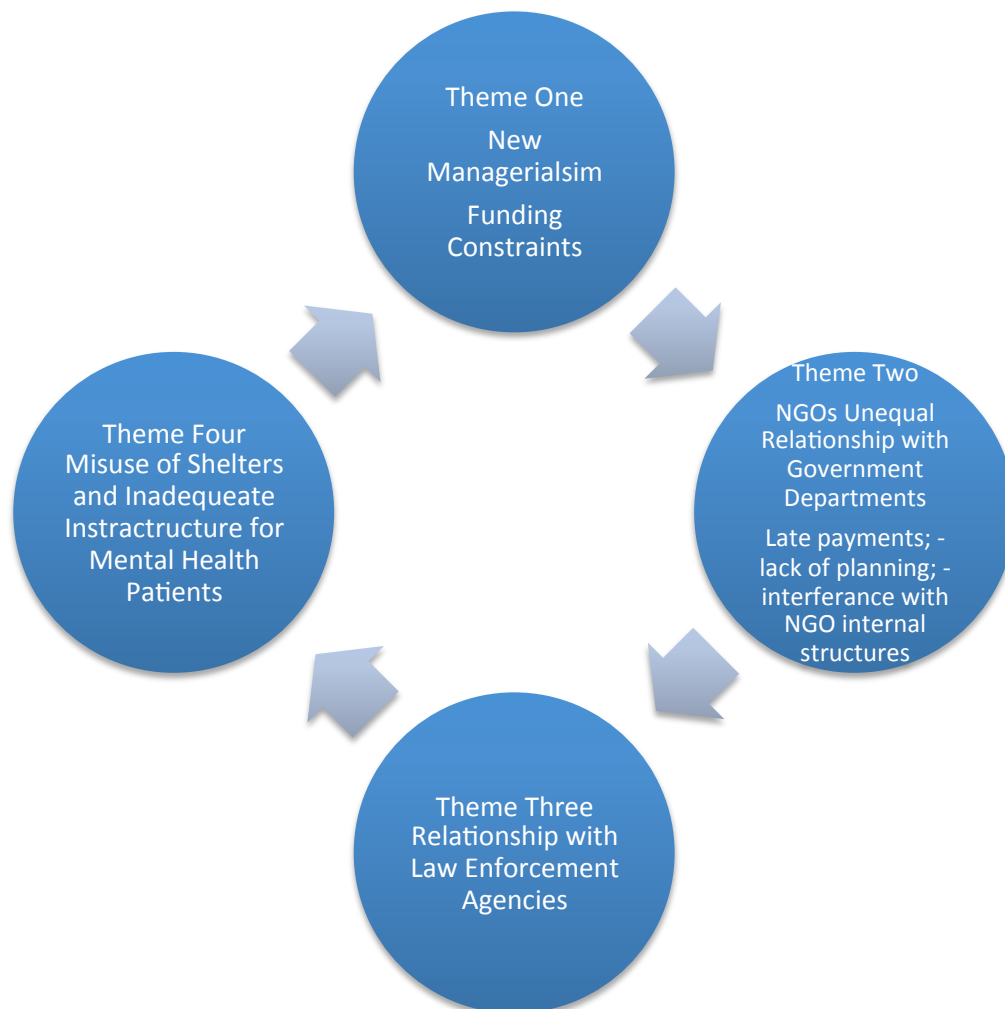 Theme One
New
Managerialsim
Funding
Constraints
Theme Two
NGOs Unequal
Relationship with
Government
Departments
Late payments; -
lack of planning; -
interferance with
NGO internal
structures
Theme Three
Relationship with
Law Enforcement
Agencies
Theme Four
Misuse of Shelters
and Inadequeate
Instractructure for
Mental Health
Patients